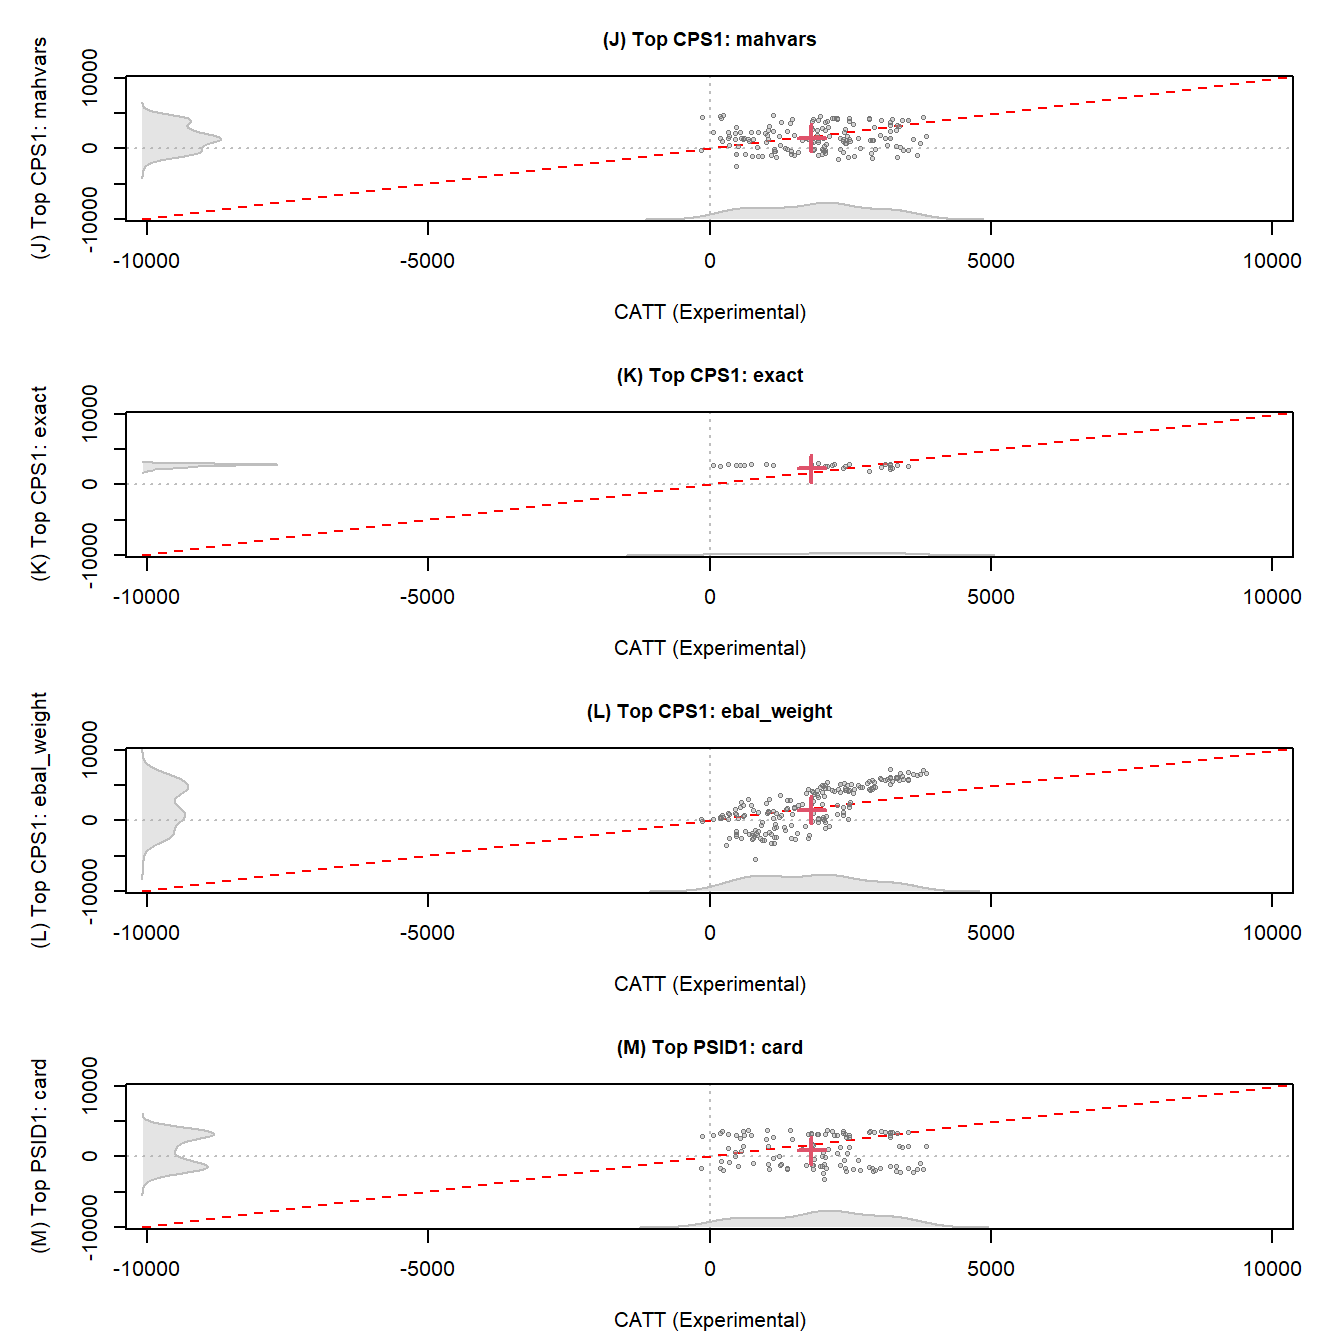 (J) Top CPS1: mahvars
(J) Top CPS1: mahvars
10000
0
-10000
-10000
-5000
0
5000
10000
CATT (Experimental)
(K) Top CPS1: exact
(K) Top CPS1: exact
10000
0
-10000
-10000
-5000
0
5000
10000
CATT (Experimental)
(L) Top CPS1: ebal_weight
(L) Top CPS1: ebal_weight
10000
0
-10000
-10000
-5000
0
5000
10000
CATT (Experimental)
(M) Top PSID1: card
(M) Top PSID1: card
10000
0
-10000
-10000
-5000
0
5000
10000
CATT (Experimental)